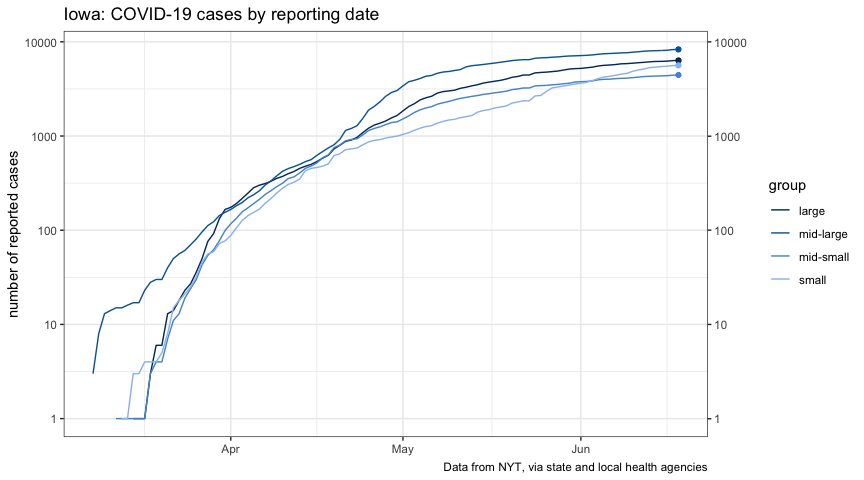 Iowa: COVID-19 cases by reporting date
10000
1000
100
10
1
number of reported cases
10000
1000
100
10
1
Apr
May
Jun
group
large
mid-large
mid-small
small
Data from NYT, via state and local health agencies